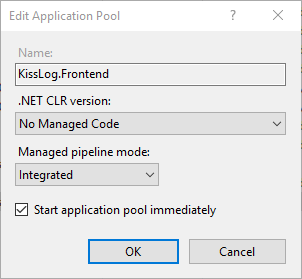 Edit Application Pool
?
Name:
KissLog.Frontend
.NET CLR version:
No Managed Code
Managed pipeline mode:
Integrated
Start application pool immediately
OK
Cancel